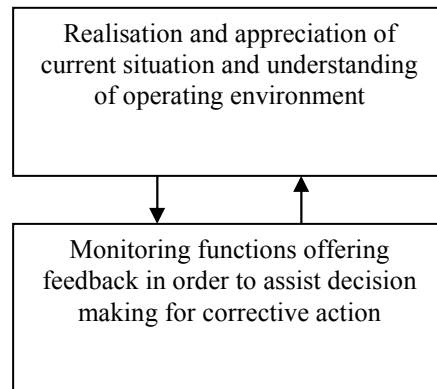 Realisation and appreciation of
current situation and understanding
of operating environment
Monitoring functions offering
feedback in order to assist decision
making for corrective action